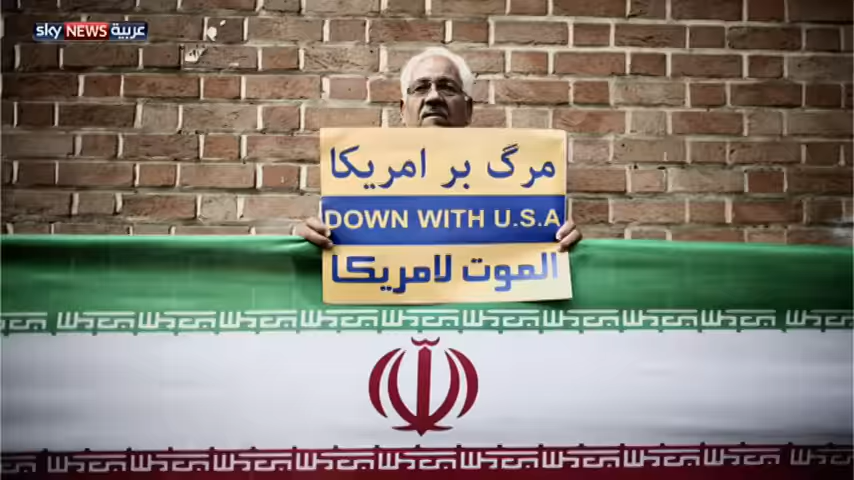 sky NEWS عربية
مرگ بر امریکا
DOWN WITH U.S.A
الموت لامريكا